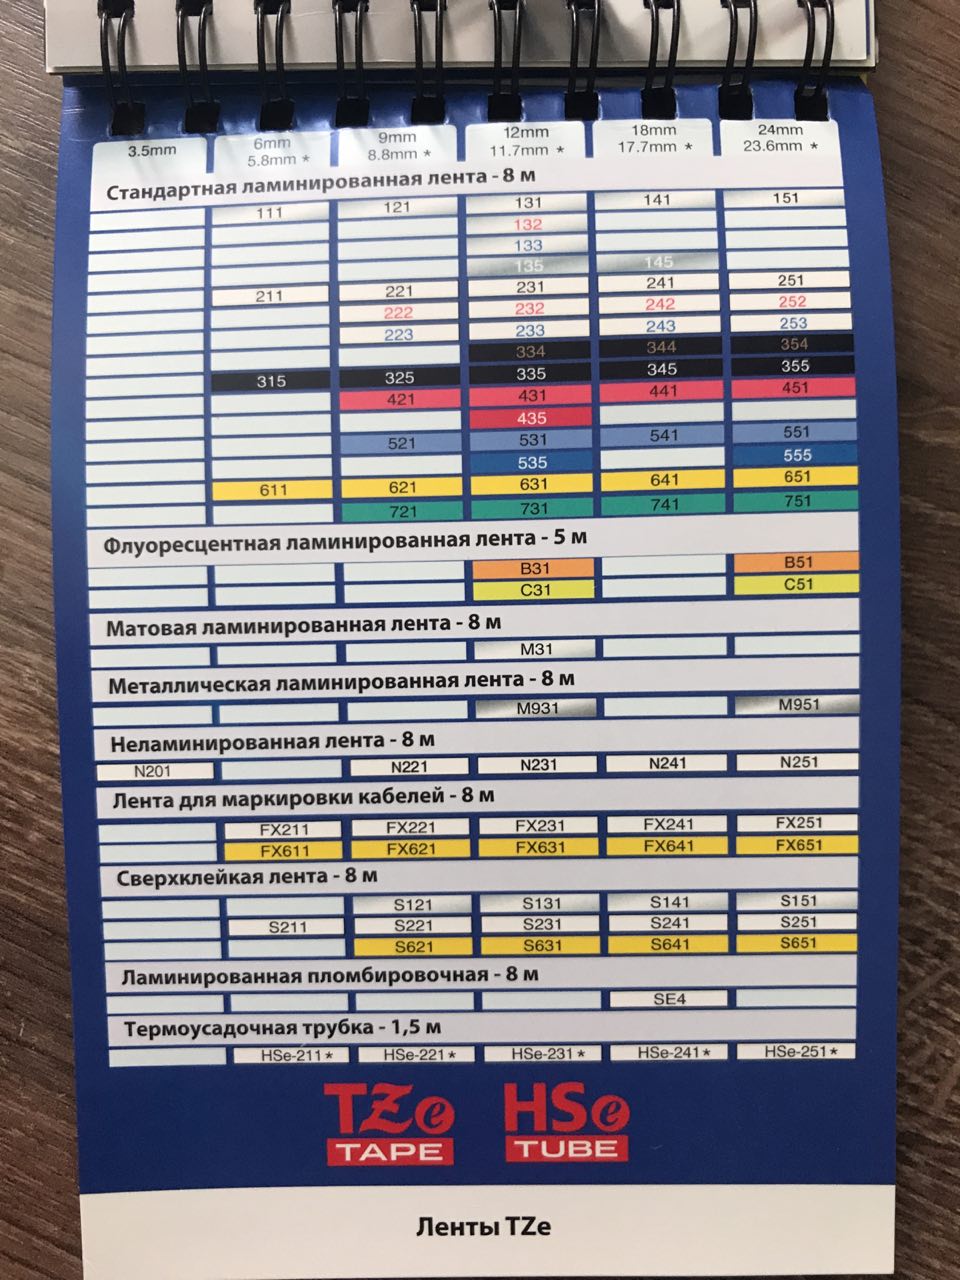 3.5mm 6mm 5.8mm * 9mm 8.8mm * 12mm 11.7mm * 18mm 17.7mm * 24mm 23.6mm *
Стандартная ламинированная лента - 8 м
111 121 131 141 151
132
133
135 145
211 221 231 241 251
222 232 242 252
223 233 243 253
334 344 354
315 325 335 345 355
421 431 441 451
435
521 531 541 551
535 555
611 621 631 641 651
721 731 741 751
Флуоресцентная ламинированная лента - 5 м
B31 B51
C31 C51
Матовая ламинированная лента - 8 м
M31
Металлическая ламинированная лента - 8 м
M931 M951
Неламинированная лента - 8 м
N201 N221 N231 N241 N251
Лента для маркировки кабелей - 8 м
FX211 FX221 FX231 FX241 FX251
FX611 FX621 FX631 FX641 FX651
Сверхклейкая лента - 8 м
S121 S131 S141 S151
S211 S221 S231 S241 S251
S621 S631 S641 S651
Ламинированная пломбировочная - 8 м
SE4
Термоусадочная трубка - 1,5 м
HSe-211* HSe-221* HSe-231* HSe-241* HSe-251*
TZe HSe
TAPE TUBE
Ленты TZe